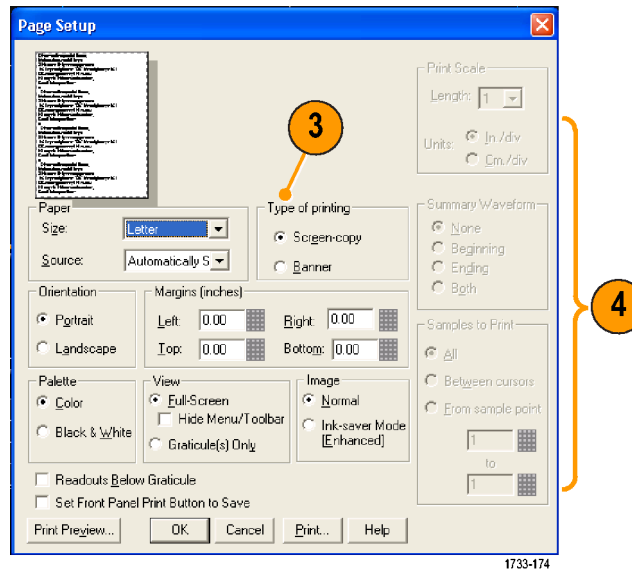 Page Setup
Print Scale
Length: 1
3
Units: In./div
Cm./div
4
Paper
Size: Letter
Source: Automatically S
Type of printing
Screen-copy
Banner
Summary Waveform
None
Beginning
Ending
Both
Orientation
Portrait
Landscape
Margins (inches)
Left: 0.00 Right: 0.00
Top: 0.00 Bottom: 0.00
Samples to Print
All
Between cursors
From sample point
1
to
1
Palette
Color
Black & White
View
Full-Screen
Hide Menu/Toolbar
Graticule(s) Only
Image
Normal
Ink-saver Mode
[Enhanced]
Readouts Below Graticule
Set Front Panel Print Button to Save
Print Preview... OK Cancel Print... Help
1733-174